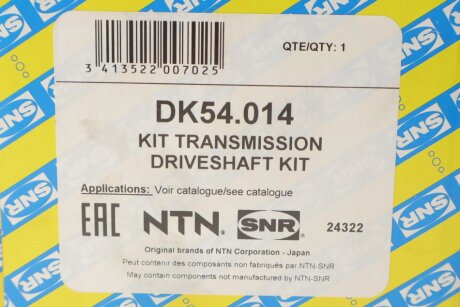 3 413522 007025
QTE/QTY: 1
DK54.014
KIT TRANSMISSION
DRIVESHAFT KIT
Applications: Voir catalogue/see catalogue
EAC NTN® SNR® 24322
Original brands of NTN Corporation - Japan
Peut contenir des composants non fabriqués par NTN-SNR
May contain components not manufactured by NTN-SNR